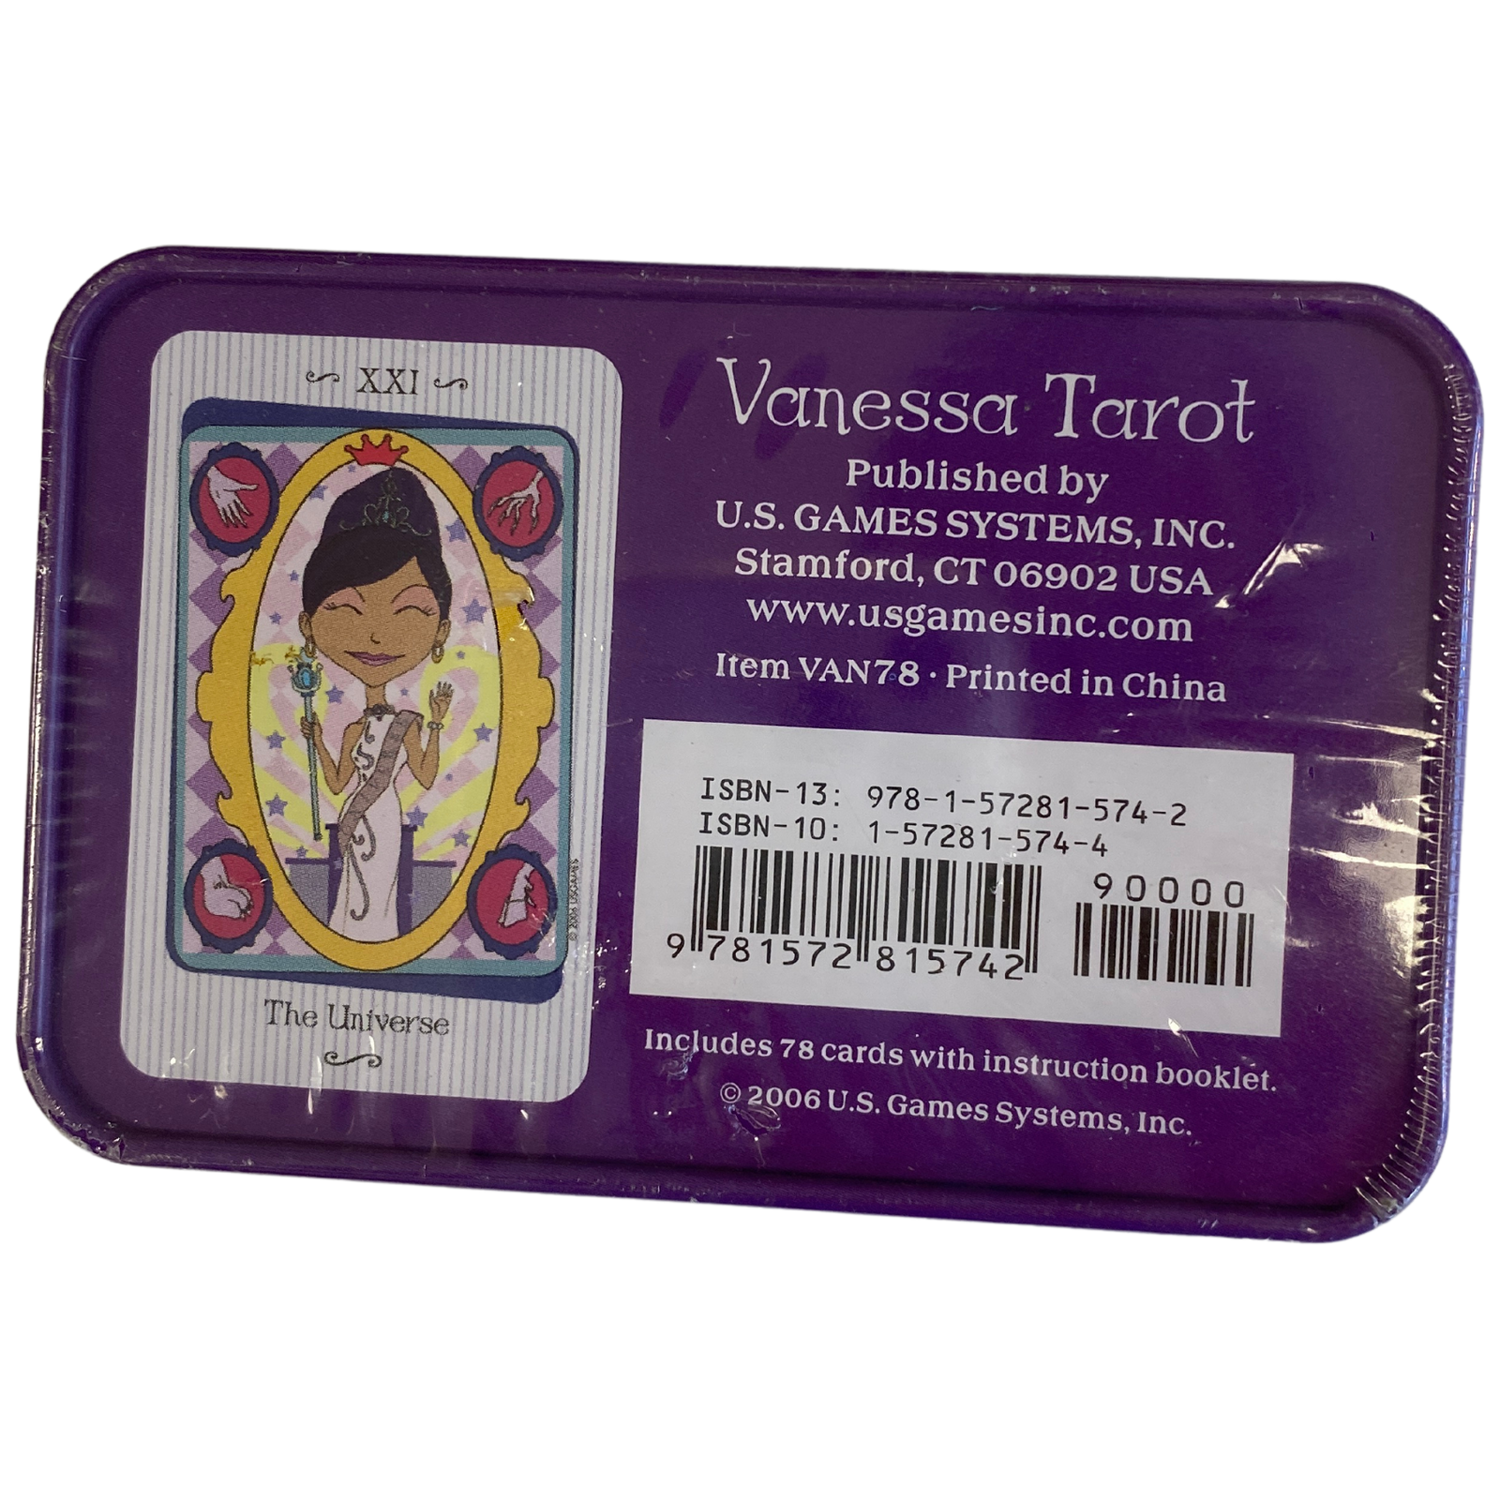 XXI
© 2006 USGAMES
The Universe
Vanessa Tarot
Published by
U.S. GAMES SYSTEMS, INC.
Stamford, CT 06902 USA
www.usgamesinc.com
Item VAN78 · Printed in China
ISBN-13: 978-1-57281-574-2
ISBN-10: 1-57281-574-4
90000
9 781572 815742
Includes 78 cards with instruction booklet.
© 2006 U.S. Games Systems, Inc.